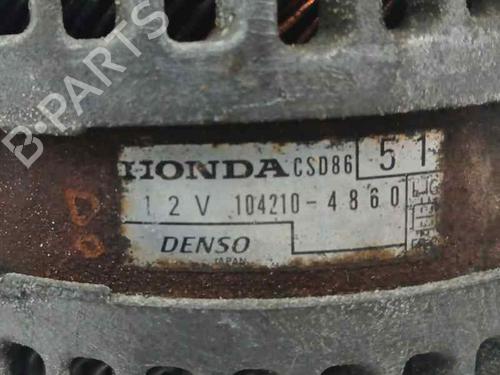 B-PARTS
HONDA CSD86 51
12V 104210-4860
DENSO
JAPAN